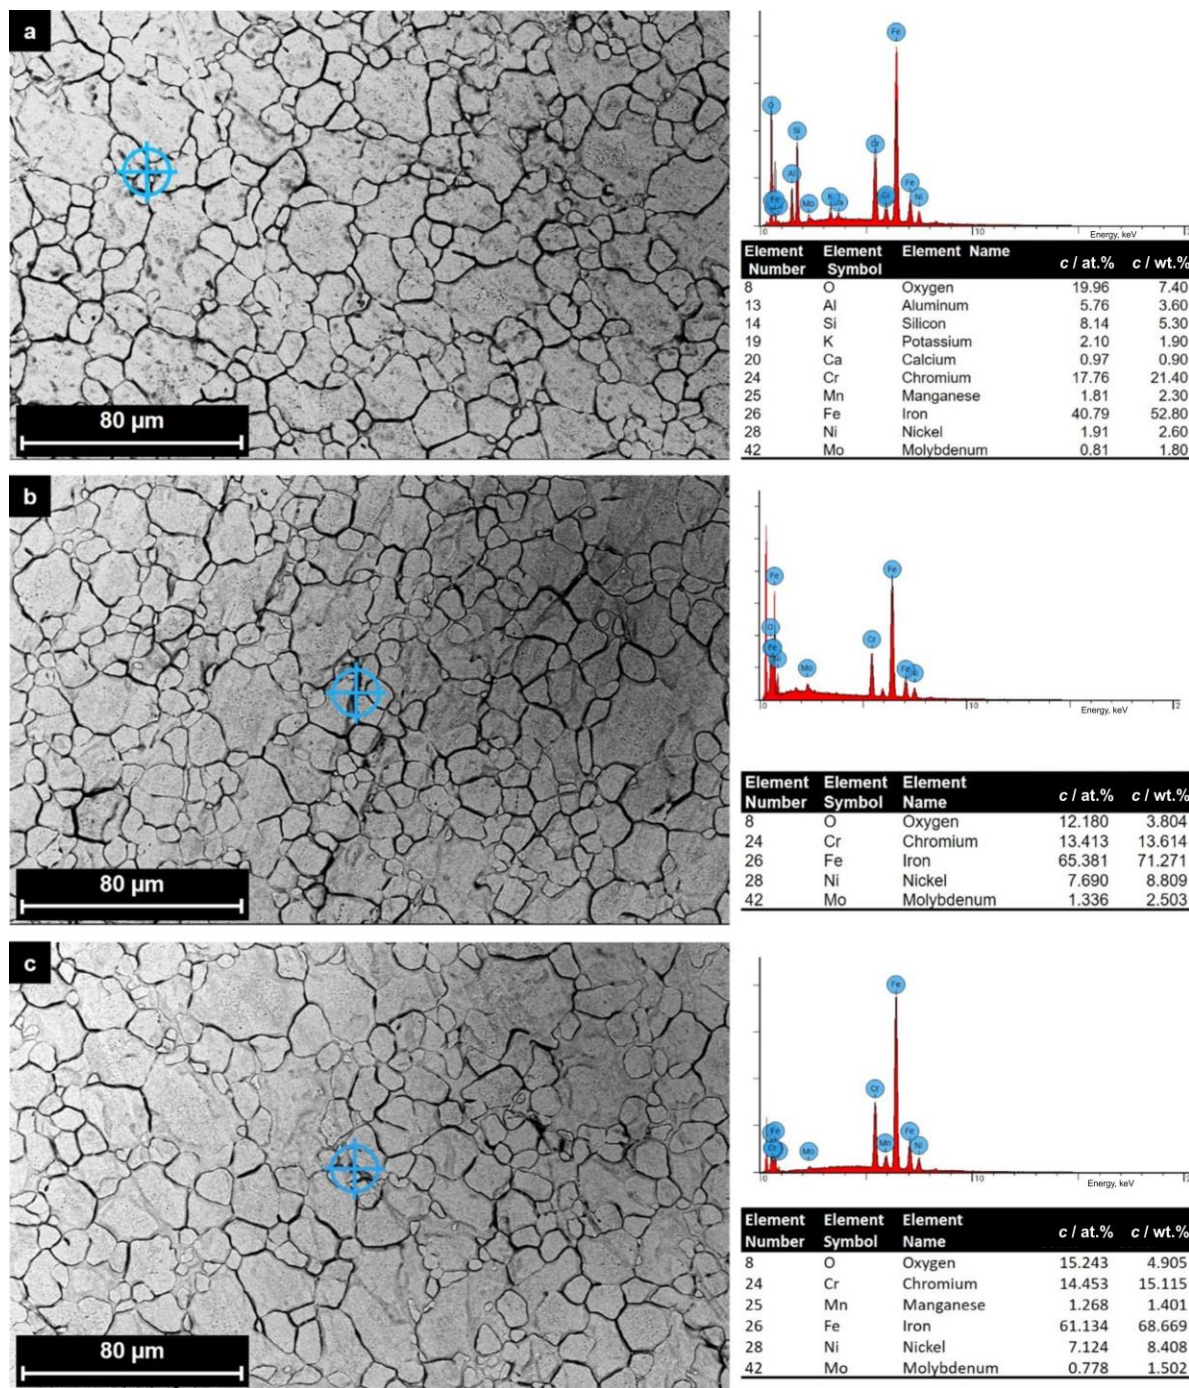 a
80 µm
O
Fe
Al
Si
Mo
K
Ca
Cr
Cr
Fe
Fe
Ni
0
10
Energy, keV
Element Element Element Name c / at.% c / wt.%
Number Symbol
8 O Oxygen 19.96 7.40
13 Al Aluminum 5.76 3.60
14 Si Silicon 8.14 5.30
19 K Potassium 2.10 1.90
20 Ca Calcium 0.97 0.90
24 Cr Chromium 17.76 21.40
25 Mn Manganese 1.81 2.30
26 Fe Iron 40.79 52.80
28 Ni Nickel 1.91 2.60
42 Mo Molybdenum 0.81 1.80
b
80 µm
Fe
O
Fe
Ni
Mo
Cr
Fe
Fe
0
10
2
Energy, keV
Element Element Element c / at.% c / wt.%
Number Symbol Name
8 O Oxygen 12.180 3.804
24 Cr Chromium 13.413 13.614
26 Fe Iron 65.381 71.271
28 Ni Nickel 7.690 8.809
42 Mo Molybdenum 1.336 2.503
c
80 µm
Fe
Cr
Mo
Cr
Mn
Fe
Fe
Ni
0
10
Energy, keV
Element Element Element c / at.% c / wt.%
Number Symbol Name
8 O Oxygen 15.243 4.905
24 Cr Chromium 14.453 15.115
25 Mn Manganese 1.268 1.401
26 Fe Iron 61.134 68.669
28 Ni Nickel 7.124 8.408
42 Mo Molybdenum 0.778 1.502